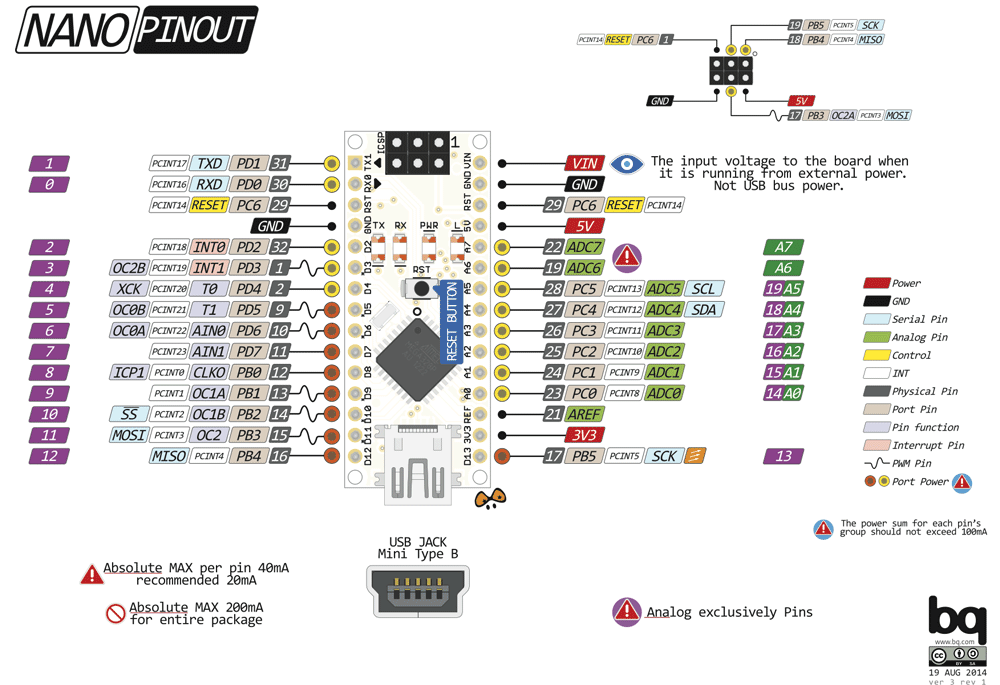 NANO PINOUT
19 PB5 PCINT5 SCK
18 PB4 PCINT4 MISO
PCINT14 RESET PC6 1
GND
5V
17 PB3 OC2A PCINT3 MOSI
1 PCINT17 TXD PD1 31
0 PCINT16 RXD PD0 30
PCINT14 RESET PC6 29
GND
2 PCINT18 INT0 PD2 32
3 OC2B PCINT19 INT1 PD3 1
4 XCK PCINT20 T0 PD4 2
5 OC0B PCINT21 T1 PD5 9
6 OC0A PCINT22 AIN0 PD6 10
7 PCINT23 AIN1 PD7 11
8 ICP1 PCINT0 CLKO PB0 12
9 PCINT1 OC1A PB1 13
10 SS PCINT2 OC1B PB2 14
11 MOSI PCINT3 OC2 PB3 15
12 MISO PCINT4 PB4 16
ICSP
1
TX1
RX0
RST
GND
D2
D3
D4
D5
D6
D7
D8
D9
D10
D11
D12
TX RX PWR L
RST
RESET BUTTON
VIN
GND
RST
5V
A7
A6
A5
A4
A3
A2
A1
A0
REF
3V3
D13
VIN
The input voltage to the board when
it is running from external power.
Not USB bus power.
GND
29 PC6 RESET PCINT14
5V
22 ADC7 A7
19 ADC6 A6
28 PC5 PCINT13 ADC5 SCL 19 A5
27 PC4 PCINT12 ADC4 SDA 18 A4
26 PC3 PCINT11 ADC3 17 A3
25 PC2 PCINT10 ADC2 16 A2
24 PC1 PCINT9 ADC1 15 A1
23 PC0 PCINT8 ADC0 14 A0
21 AREF
3V3
17 PB5 PCINT5 SCK 13
Power
GND
Serial Pin
Analog Pin
Control
INT
Physical Pin
Port Pin
Pin function
Interrupt Pin
PWM Pin
Port Power
The power sum for each pin's
group should not exceed 100mA
USB JACK
Mini Type B
Absolute MAX per pin 40mA
recommended 20mA
Absolute MAX 200mA
for entire package
Analog exclusively Pins
bq
www.bq.com
cc
BY SA
19 AUG 2014
ver 3 rev 1